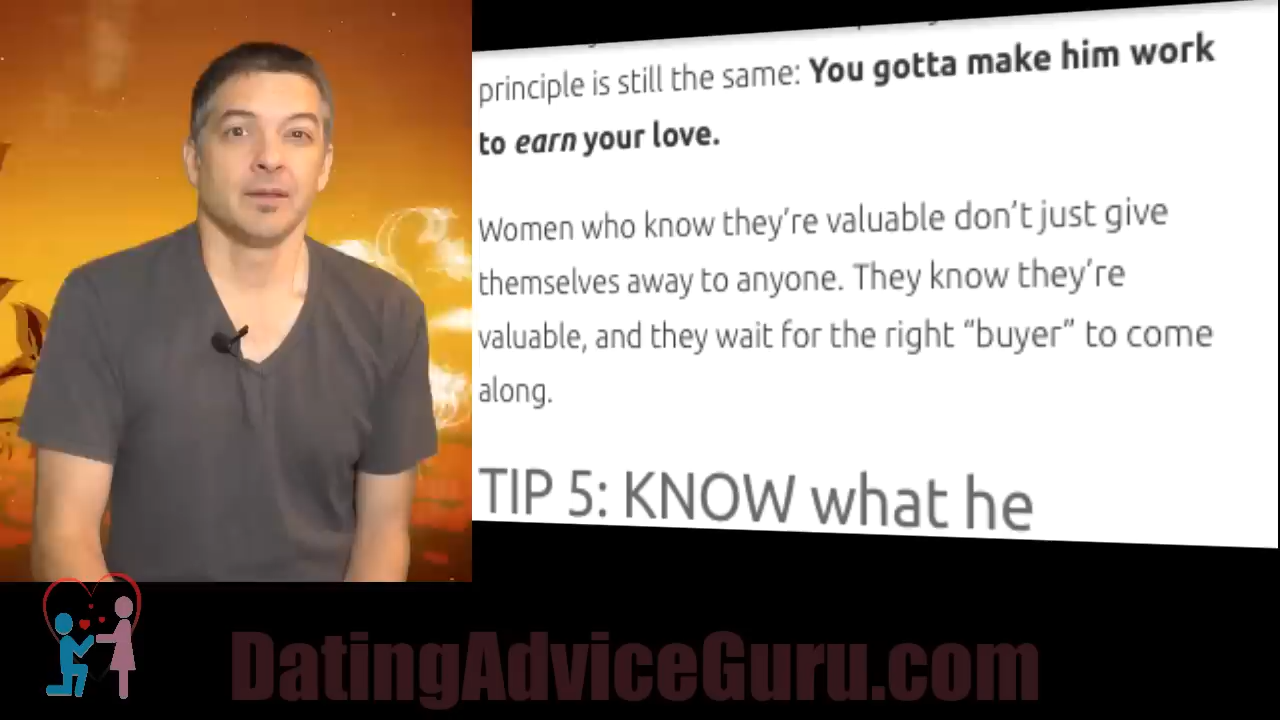 principle is still the same: You gotta make him work
to earn your love.
Women who know they’re valuable don’t just give
themselves away to anyone. They know they’re
valuable, and they wait for the right “buyer” to come
along.
TIP 5: KNOW what he
DatingAdviceGuru.com